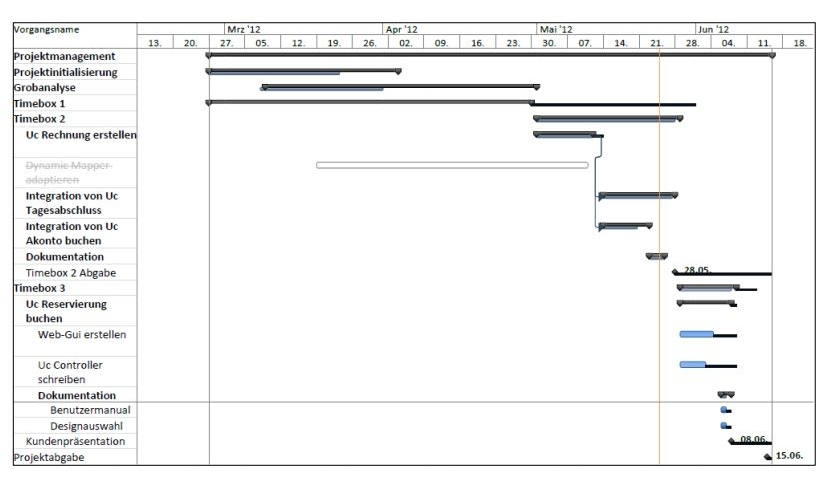 Vorgangsname
Mrz '12
Apr '12
Mai '12
Jun '12
13. 20. 27. 05. 12. 19. 26. 02. 09. 16. 23. 30. 07. 14. 21. 28. 04. 11. 18.
Projektmanagement
Projektinitialisierung
Grobanalyse
Timebox 1
Timebox 2
Uc Rechnung erstellen
Dynamic Mapper
adaptieren
Integration von Uc
Tagesabschluss
Integration von Uc
Akonto buchen
Dokumentation
Timebox 2 Abgabe
28.05.
Timebox 3
Uc Reservierung
buchen
Web-Gui erstellen
Uc Controller
schreiben
Dokumentation
Benutzermanual
Designauswahl
Kundenpräsentation
08.06.
Projektabgabe
15.06.